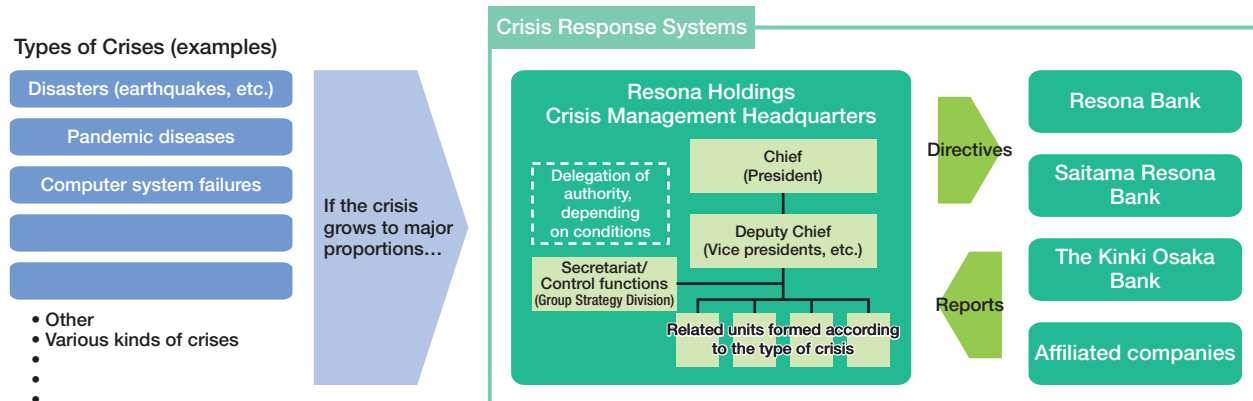 Crisis Response Systems
Types of Crises (examples)
Disasters (earthquakes, etc.)
Pandemic diseases
Computer system failures
• Other
• Various kinds of crises
•
•
•
If the crisis
grows to major
proportions…
Resona Holdings
Crisis Management Headquarters
Delegation of
authority,
depending
on conditions
Chief
(President)
Deputy Chief
(Vice presidents, etc.)
Secretariat/
Control functions
(Group Strategy Division)
Related units formed according
to the type of crisis
Directives
Reports
Resona Bank
Saitama Resona
Bank
The Kinki Osaka
Bank
Affiliated companies